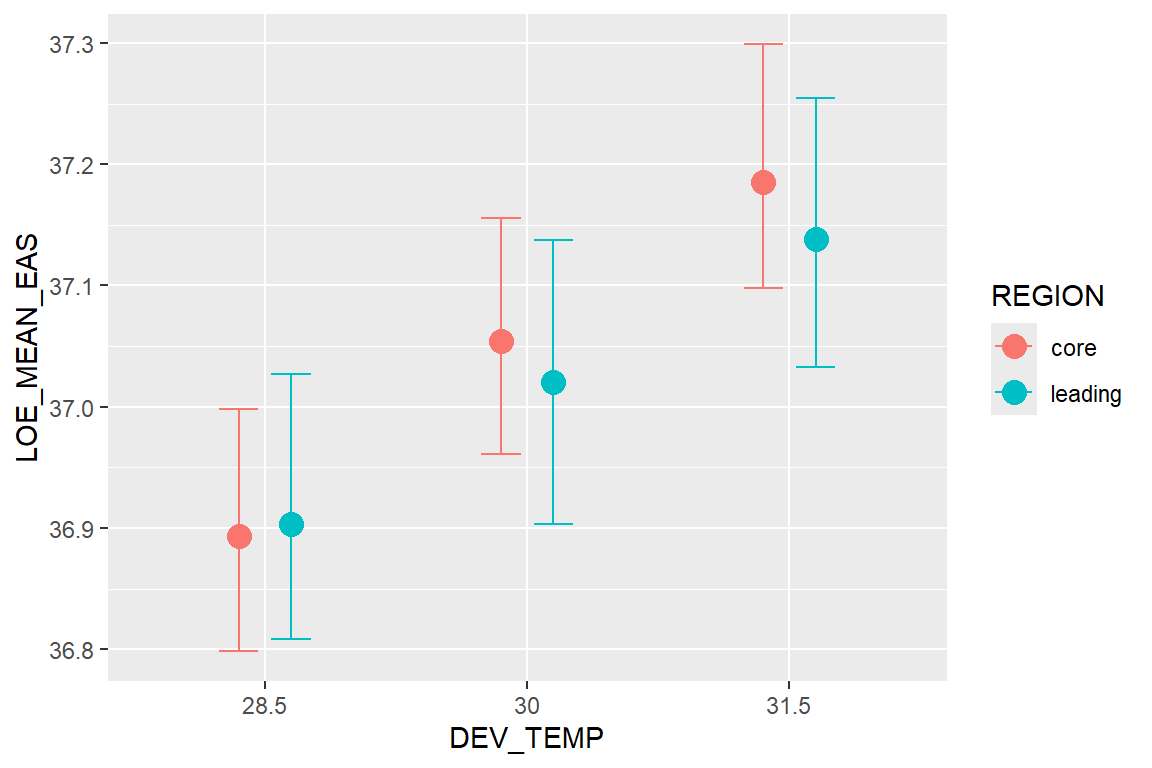 37.3
37.2
37.1
37.0
36.9
36.8
LOE_MEAN_EAS
28.5 30 31.5
DEV_TEMP
REGION
core
leading